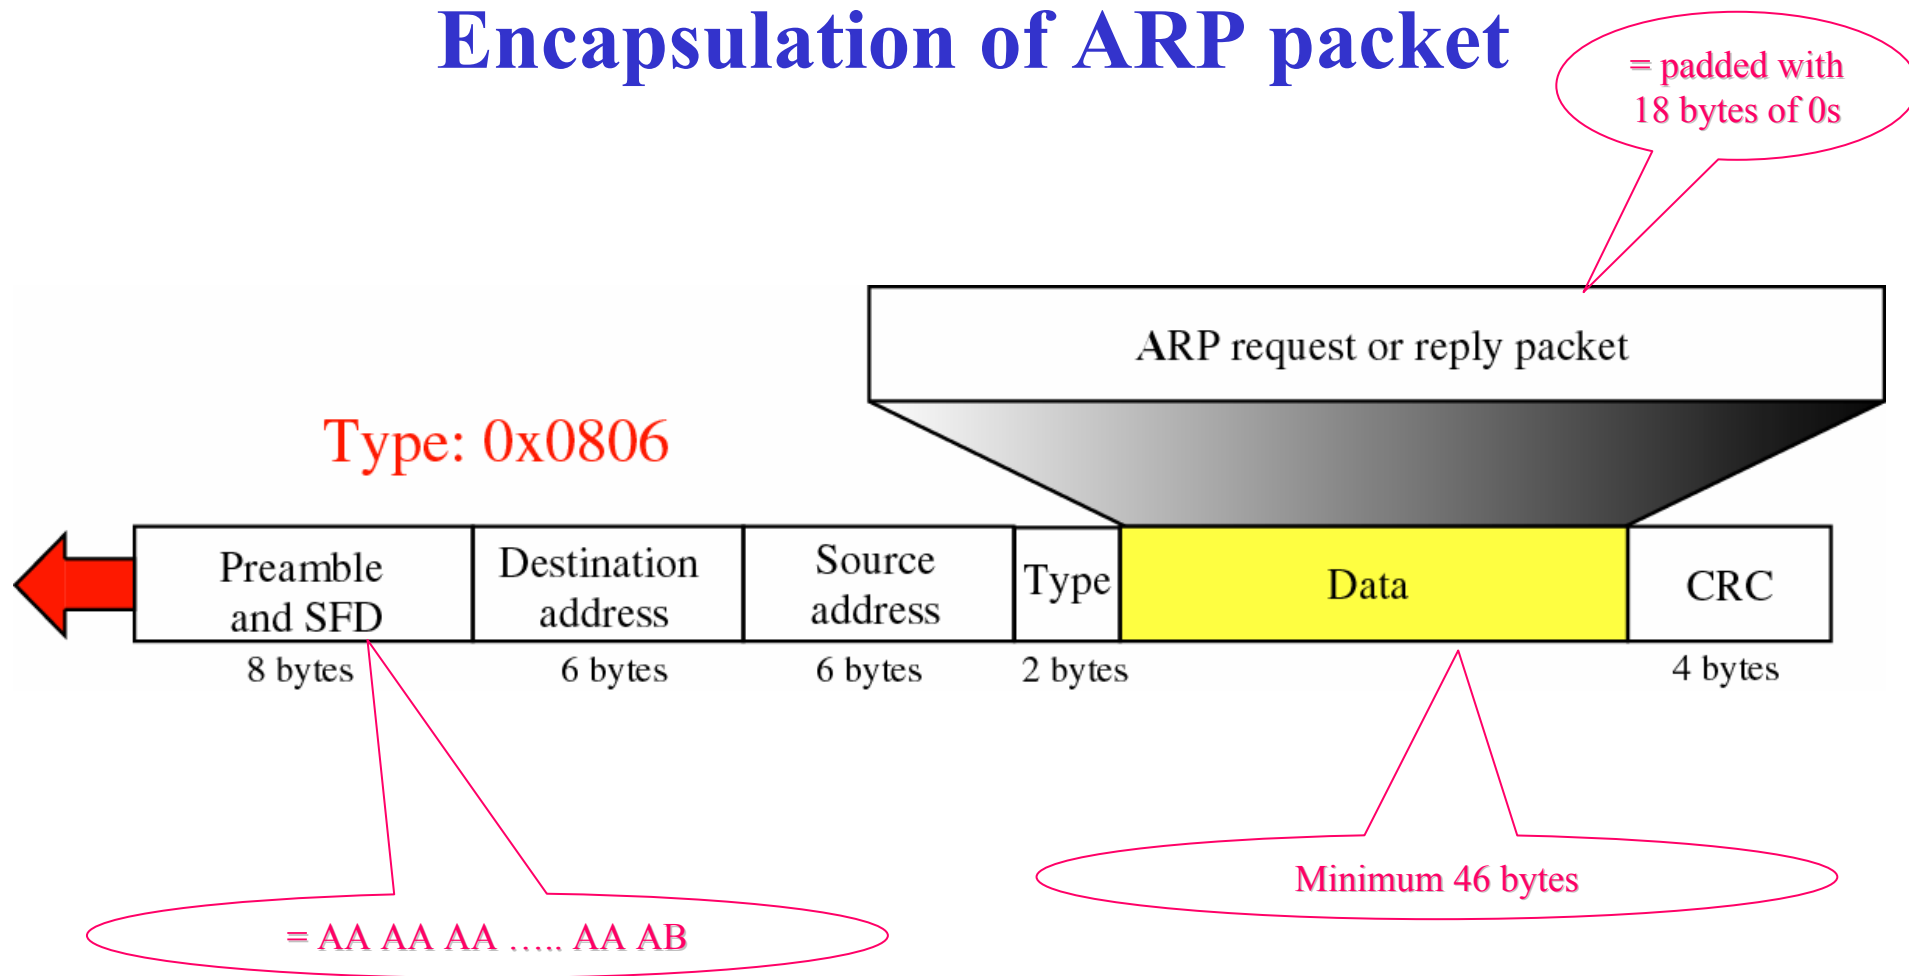 Encapsulation of ARP packet
= padded with
18 bytes of 0s
ARP request or reply packet
Type: 0x0806
Preamble
and SFD
Destination
address
Source
address
Type
Data
CRC
8 bytes
6 bytes
6 bytes
2 bytes
4 bytes
Minimum 46 bytes
= AA AA AA ….. AA AB